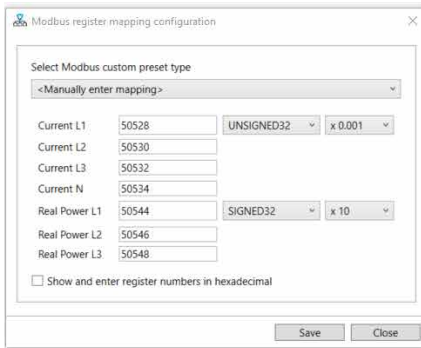 Modbus register mapping configuration
Select Modbus custom preset type
<Manually enter mapping>
Current L1 50528 UNSIGNED32 x 0.001
Current L2 50530
Current L3 50532
Current N 50534
Real Power L1 50544 SIGNED32 x 10
Real Power L2 50546
Real Power L3 50548
Show and enter register numbers in hexadecimal
Save Close